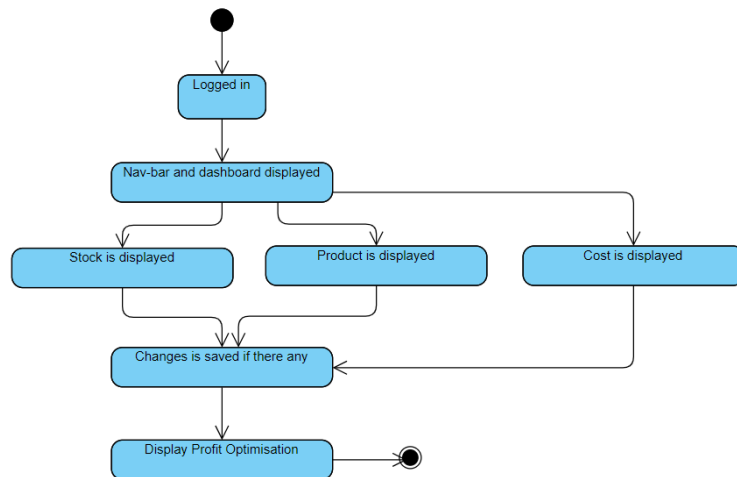 Logged in
Nav-bar and dashboard displayed
Stock is displayed
Product is displayed
Cost is displayed
Changes is saved if there any
Display Profit Optimisation